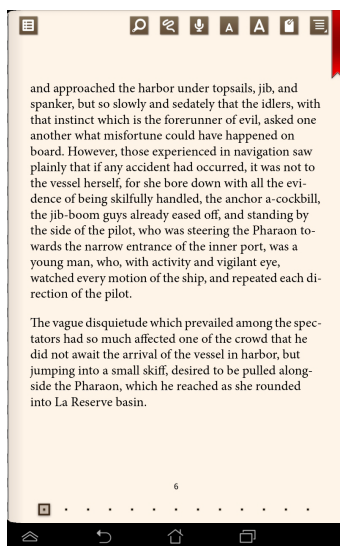 A
A
and approached the harbor under topsails, jib, and
spanker, but so slowly and sedately that the idlers, with
that instinct which is the forerunner of evil, asked one
another what misfortune could have happened on
board. However, those experienced in navigation saw
plainly that if any accident had occurred, it was not to
the vessel herself, for she bore down with all the evi-
dence of being skilfully handled, the anchor a-cockbill,
the jib-boom guys already eased off, and standing by
the side of the pilot, who was steering the Pharaon to-
wards the narrow entrance of the inner port, was a
young man, who, with activity and vigilant eye,
watched every motion of the ship, and repeated each di-
rection of the pilot.
The vague disquietude which prevailed among the spec-
tators had so much affected one of the crowd that he
did not await the arrival of the vessel in harbor, but
jumping into a small skiff, desired to be pulled along-
side the Pharaon, which he reached as she rounded
into La Reserve basin.
6